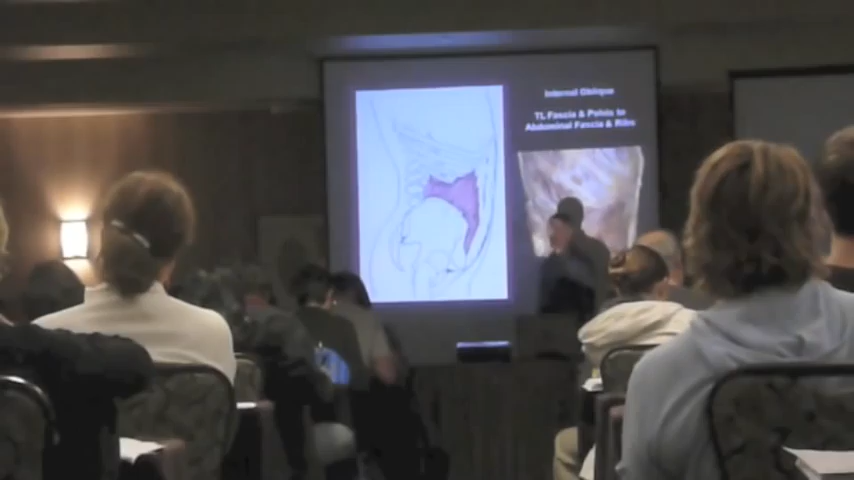 Internal Oblique
TL Fascia & Pelvis to
Abdominal Fascia & Ribs